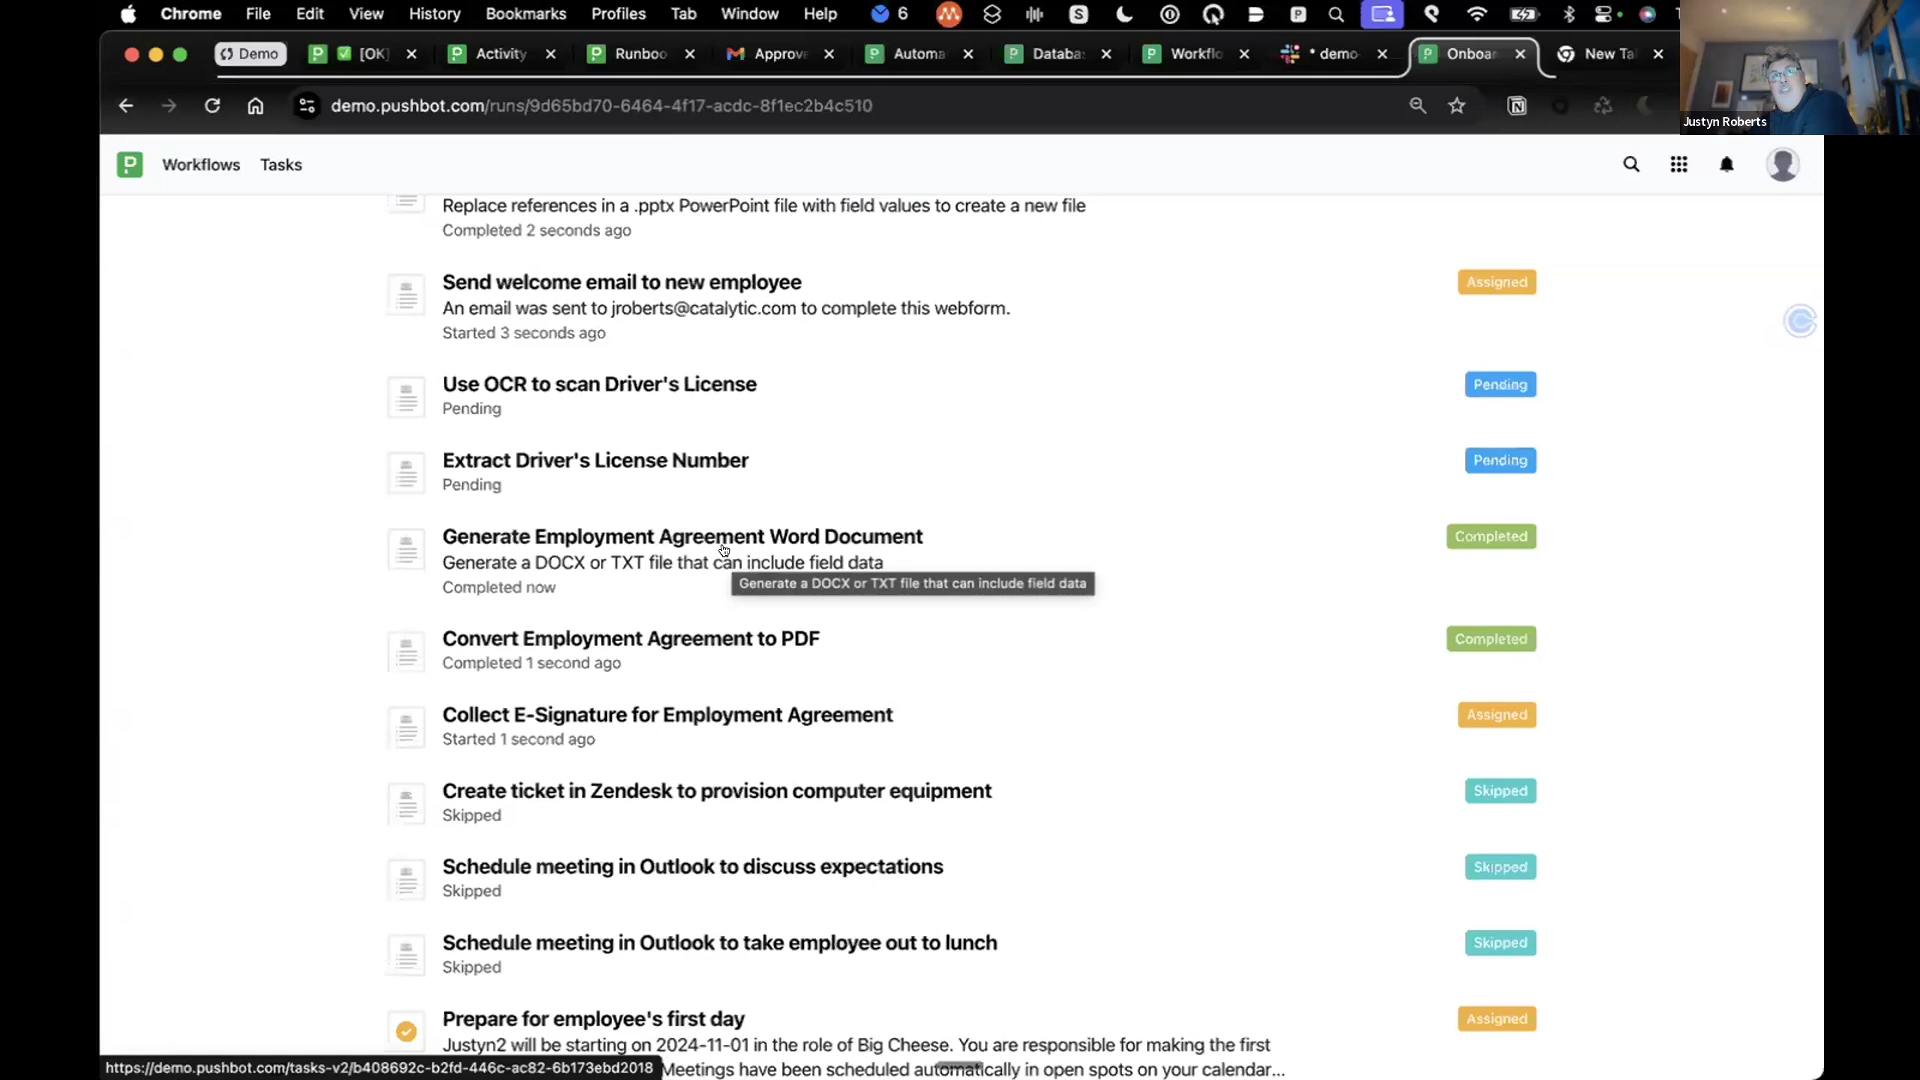 Chrome File Edit View History Bookmarks Profiles Tab Window Help 6
Demo [OK] Activity Runboo Approve Automa Databa Workflo * demo Onboar New Ta
demo.pushbot.com/runs/9d65bd70-6464-4f17-acdc-8f1ec2b4c510
Justyn Roberts
Workflows Tasks
Replace references in a .pptx PowerPoint file with field values to create a new file
Completed 2 seconds ago
Send welcome email to new employee
Assigned
An email was sent to jroberts@catalytic.com to complete this webform.
Started 3 seconds ago
Use OCR to scan Driver's License
Pending
Pending
Extract Driver's License Number
Pending
Pending
Generate Employment Agreement Word Document
Completed
Generate a DOCX or TXT file that can include field data
Generate a DOCX or TXT file that can include field data
Completed now
Convert Employment Agreement to PDF
Completed
Completed 1 second ago
Collect E-Signature for Employment Agreement
Assigned
Started 1 second ago
Create ticket in Zendesk to provision computer equipment
Skipped
Skipped
Schedule meeting in Outlook to discuss expectations
Skipped
Skipped
Schedule meeting in Outlook to take employee out to lunch
Skipped
Skipped
Prepare for employee's first day
Assigned
Justyn2 will be starting on 2024-11-01 in the role of Big Cheese. You are responsible for making the first
Meetings have been scheduled automatically in open spots on your calendar...
https://demo.pushbot.com/tasks-v2/b408692c-b2fd-446c-ac82-6b173ebd2018